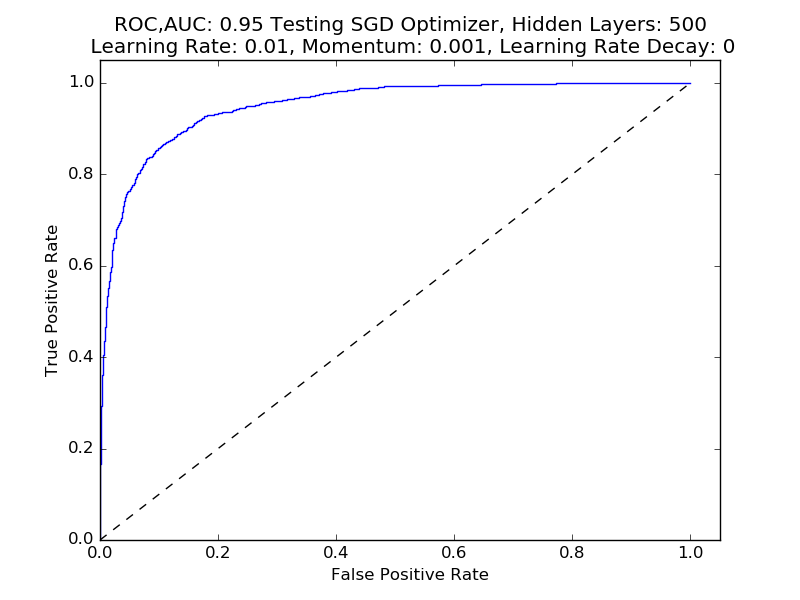 ROC,AUC: 0.95 Testing SGD Optimizer, Hidden Layers: 500
Learning Rate: 0.01, Momentum: 0.001, Learning Rate Decay: 0
1.0
0.8
0.6
0.4
0.2
0.0
True Positive Rate
0.0 0.2 0.4 0.6 0.8 1.0
False Positive Rate